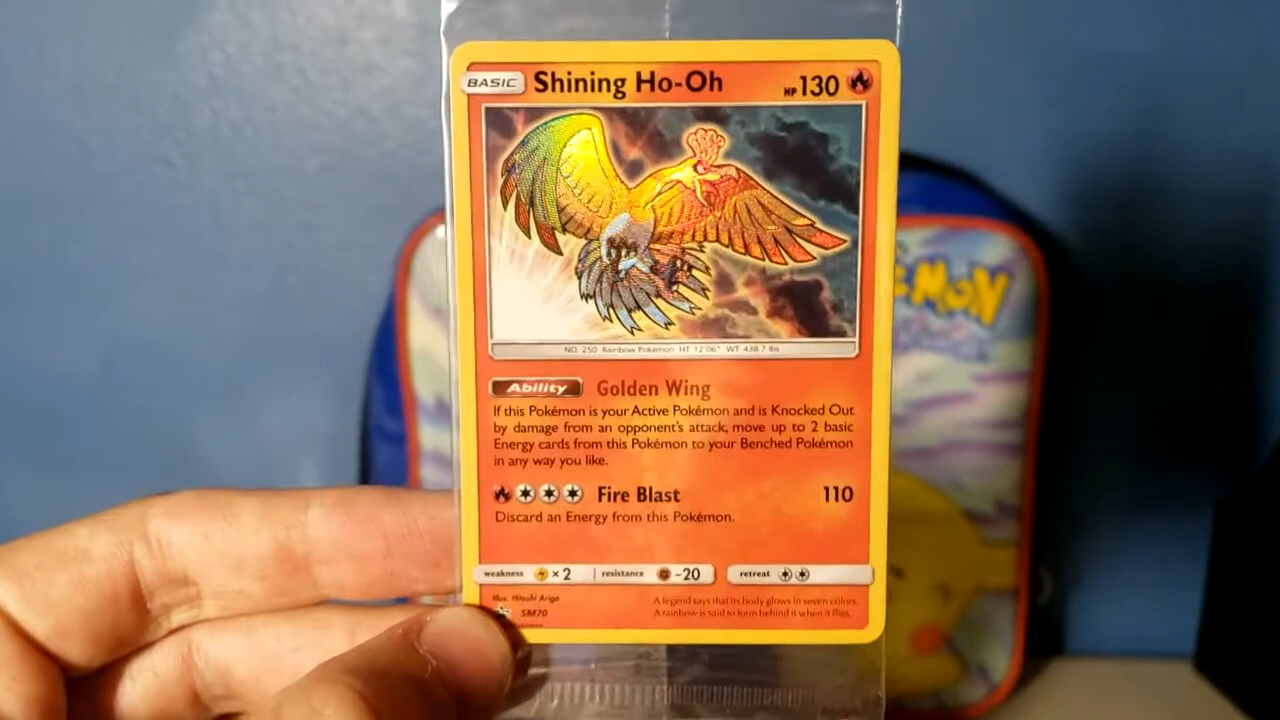 BASIC Shining Ho-Oh HP 130
NO. 250 Rainbow Pokémon HT: 12'06" WT: 438.7 lbs
Ability Golden Wing
If this Pokémon is your Active Pokémon and is Knocked Out
by damage from an opponent's attack, move up to 2 basic
Energy cards from this Pokémon to your Benched Pokémon
in any way you like.
Fire Blast 110
Discard an Energy from this Pokémon.
weakness ×2 resistance -20 retreat
Illus. Hitoshi Ariga
SM70
A legend says that its body glows in seven colors.
A rainbow is said to form behind it when it flies.